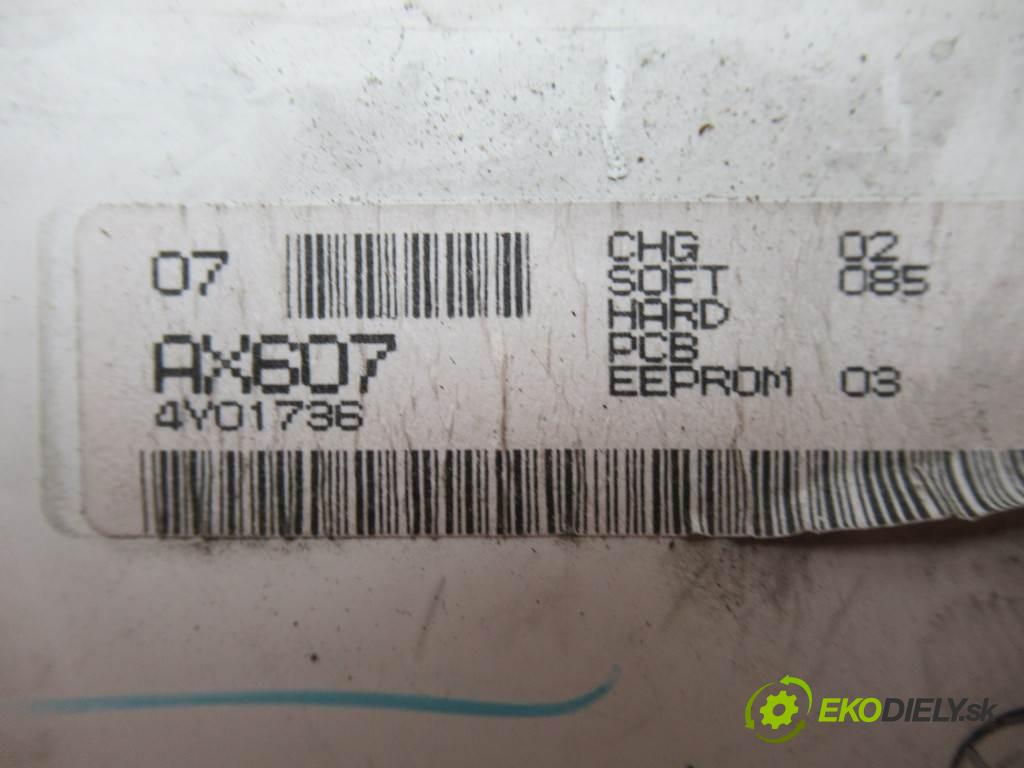 07
AX607
4Y01736
CHG 02
SOFT 085
HARD
PCB
EEPROM 03
EKODIELY.sk